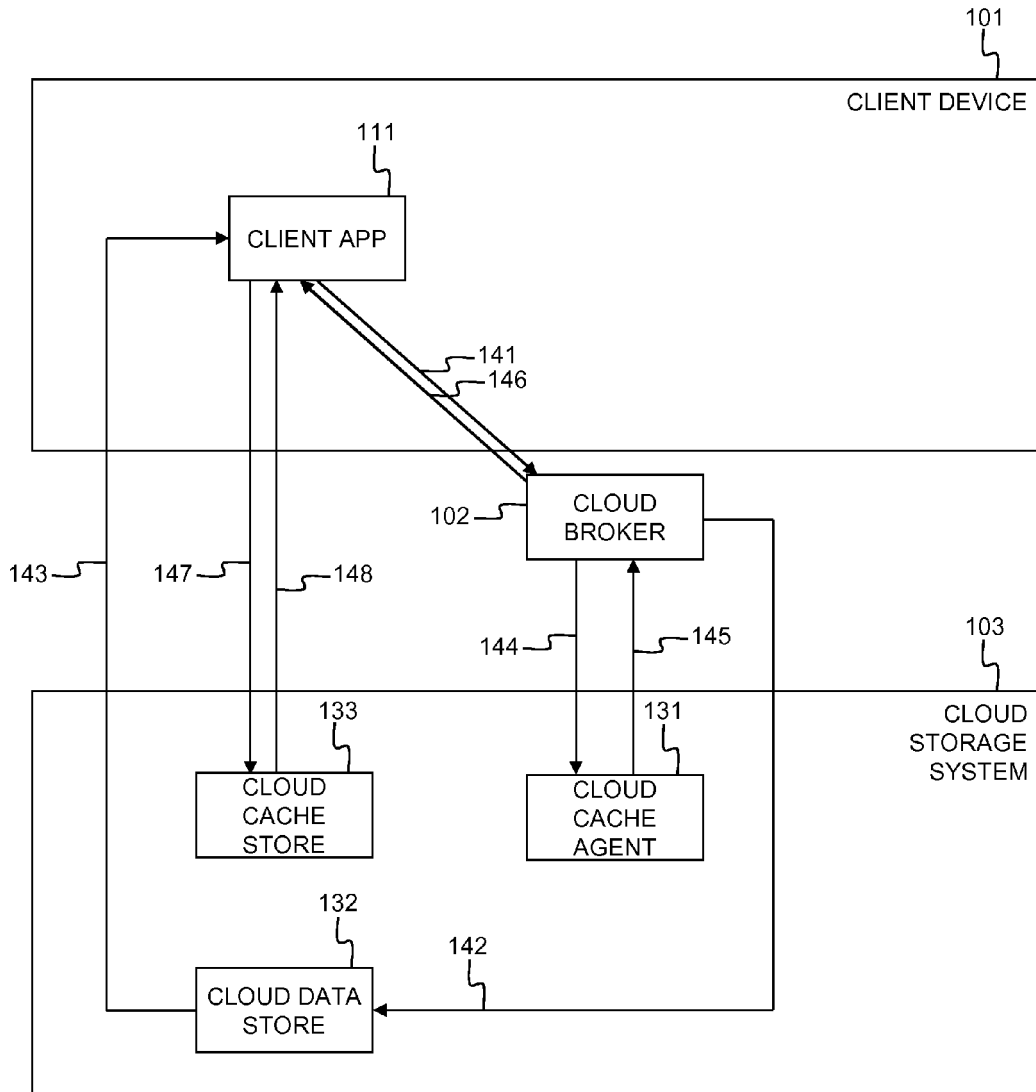 101
CLIENT DEVICE
111
CLIENT APP
141
146
102
CLOUD
BROKER
143
147
148
144
145
103
CLOUD
STORAGE
SYSTEM
133
131
CLOUD
CACHE
STORE
CLOUD
CACHE
AGENT
132
142
CLOUD DATA
STORE